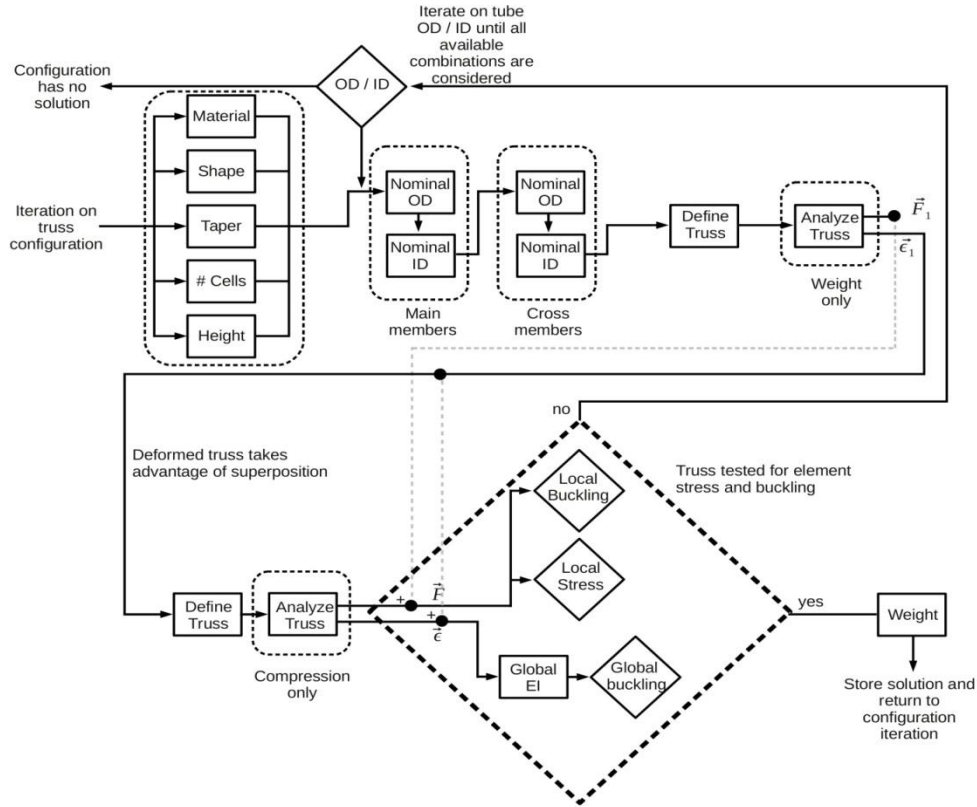 Iterate on tube
OD / ID until all
available
combinations are
considered
Configuration
has no
solution
OD / ID
Material
Shape
Taper
# Cells
Height
Iteration on
truss
configuration
Nominal
OD
Nominal
ID
Main
members
Nominal
OD
Nominal
ID
Cross
members
Define
Truss
Analyze
Truss
Weight
only
F⃗₁
ϵ⃗₁
no
Deformed truss takes
advantage of superposition
Truss tested for element
stress and buckling
Local
Buckling
Local
Stress
Define
Truss
Analyze
Truss
Compression
only
+
F⃗
+
ϵ⃗
Global
EI
Global
buckling
yes
Weight
Store solution and
return to
configuration
iteration